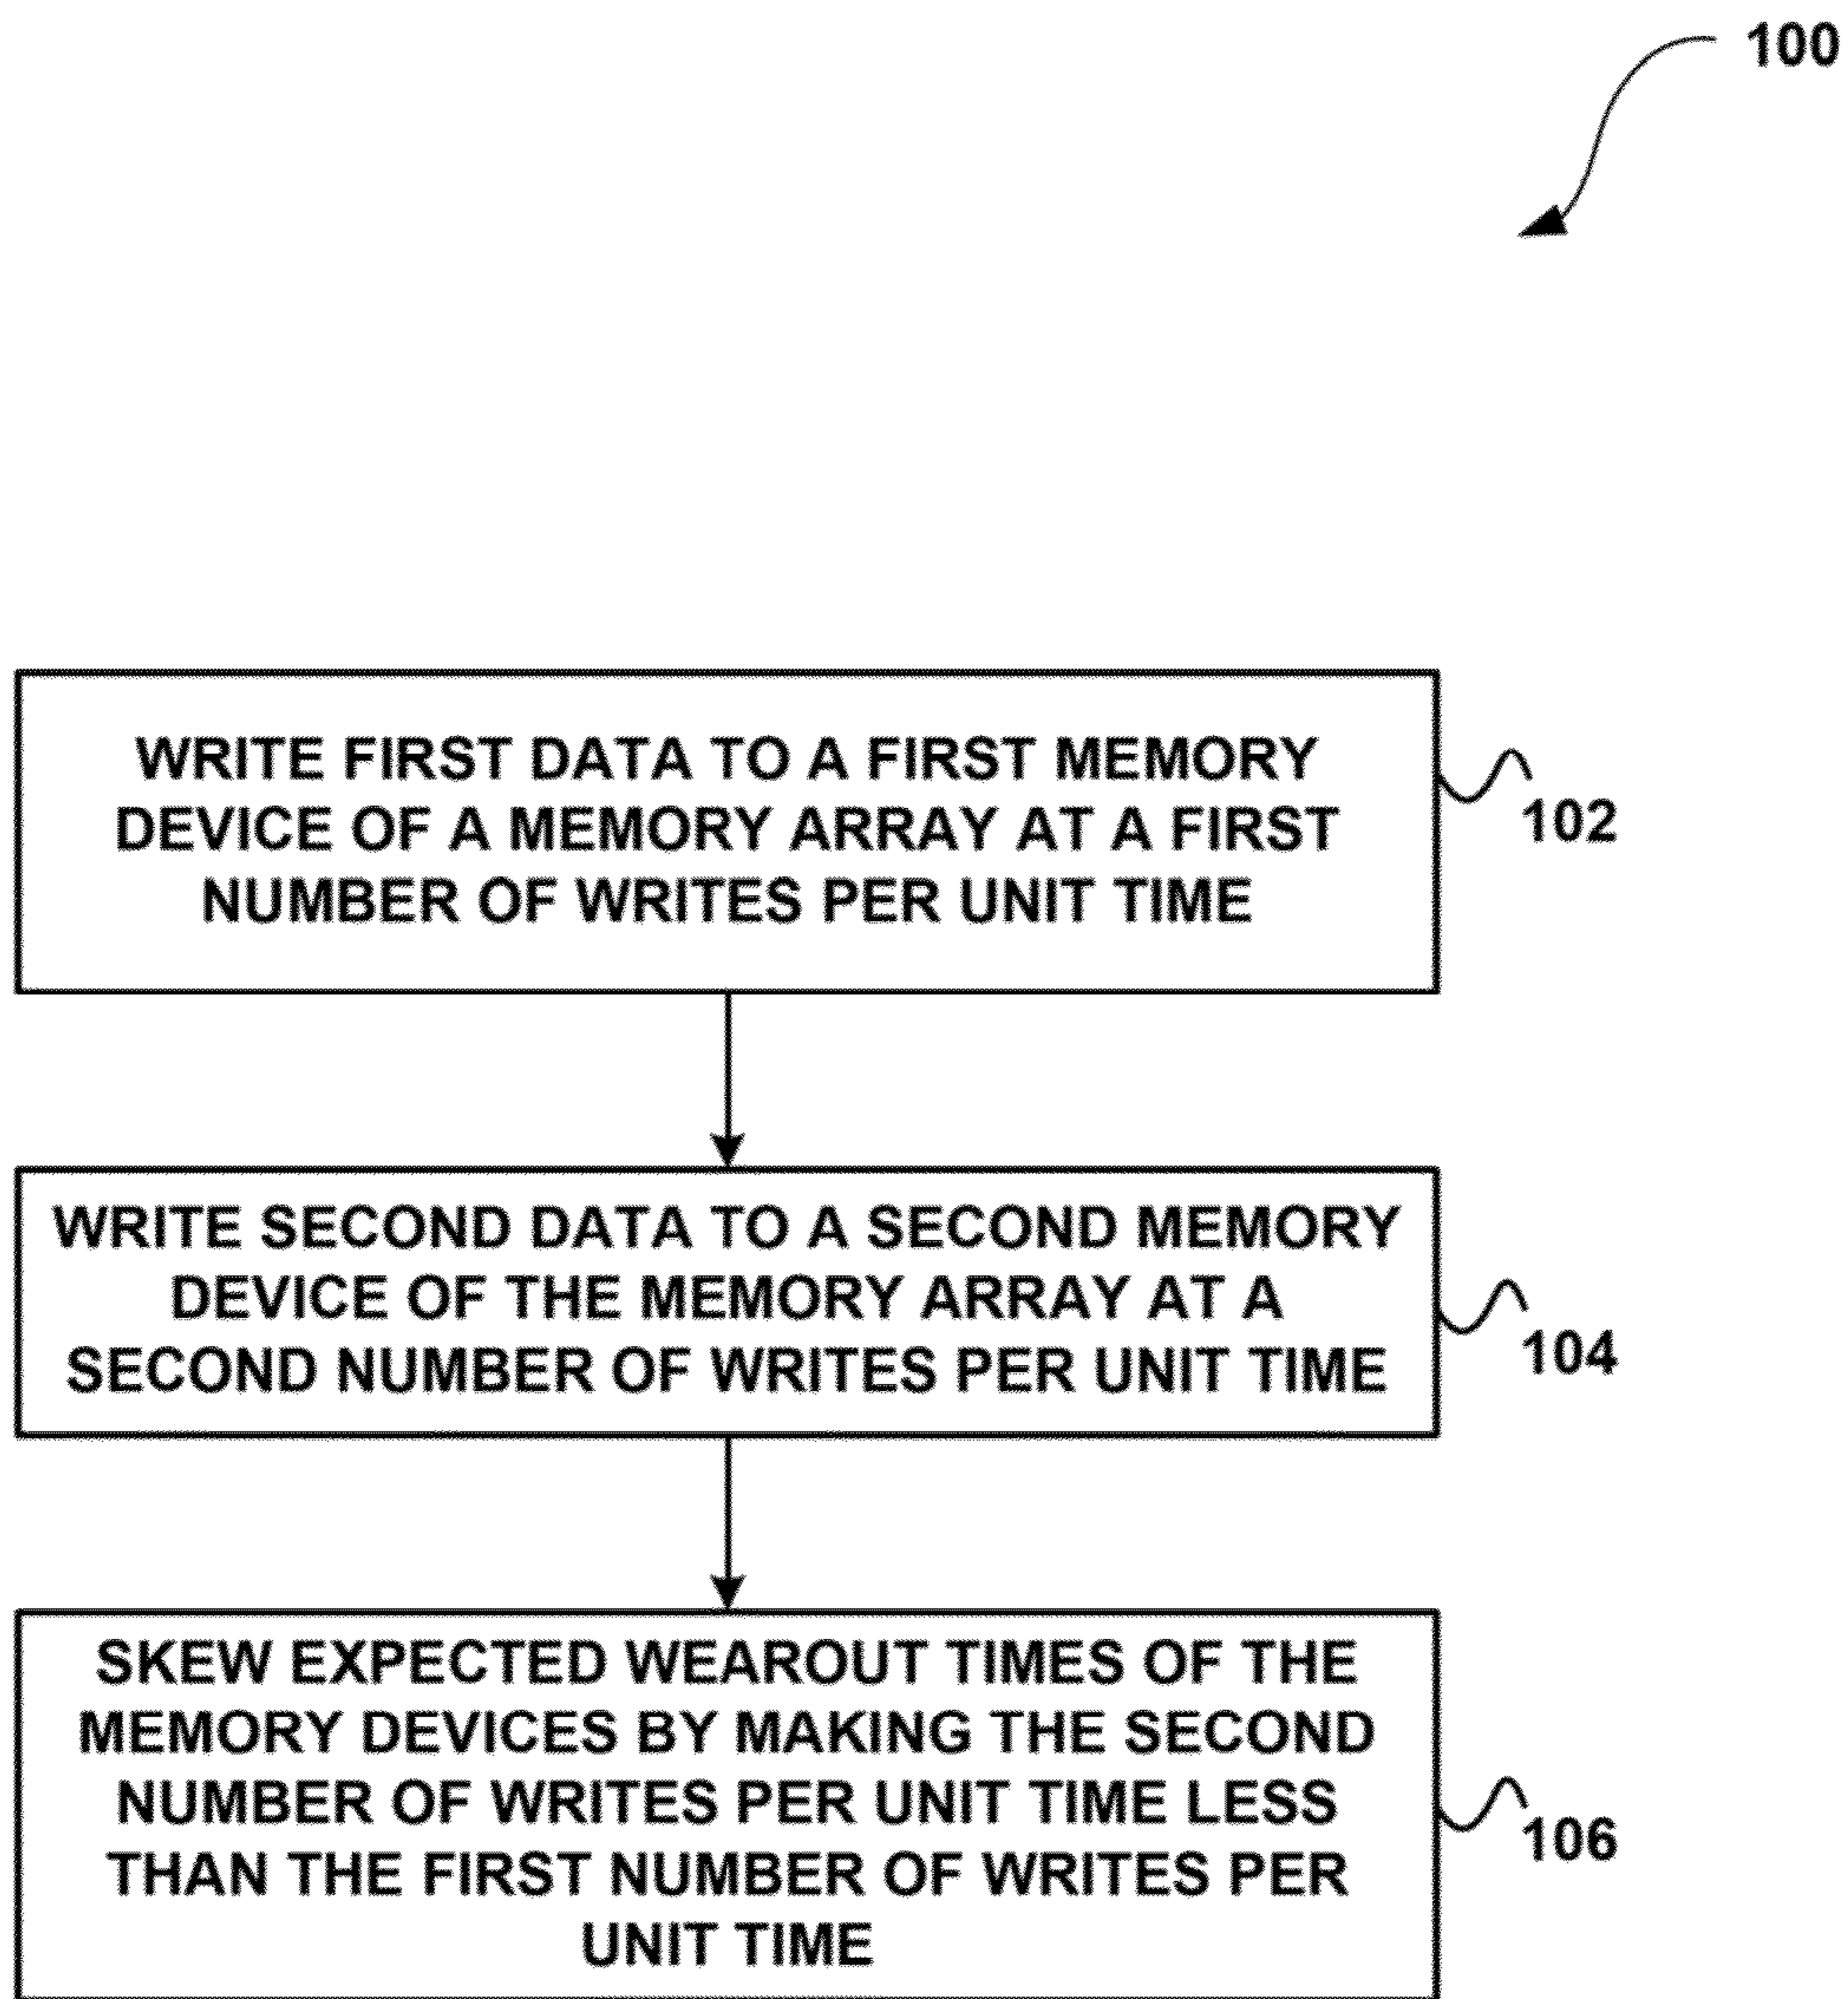 100
WRITE FIRST DATA TO A FIRST MEMORY
DEVICE OF A MEMORY ARRAY AT A FIRST
NUMBER OF WRITES PER UNIT TIME
102
WRITE SECOND DATA TO A SECOND MEMORY
DEVICE OF THE MEMORY ARRAY AT A
SECOND NUMBER OF WRITES PER UNIT TIME
104
SKEW EXPECTED WEAROUT TIMES OF THE
MEMORY DEVICES BY MAKING THE SECOND
NUMBER OF WRITES PER UNIT TIME LESS
THAN THE FIRST NUMBER OF WRITES PER
UNIT TIME
106